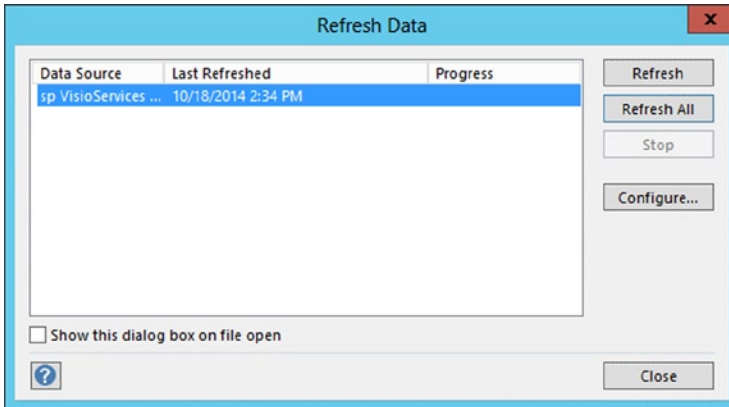 Refresh Data
x
Data Source Last Refreshed Progress
sp VisioServices ... 10/18/2014 2:34 PM
Refresh
Refresh All
Stop
Configure...
Show this dialog box on file open
?
Close